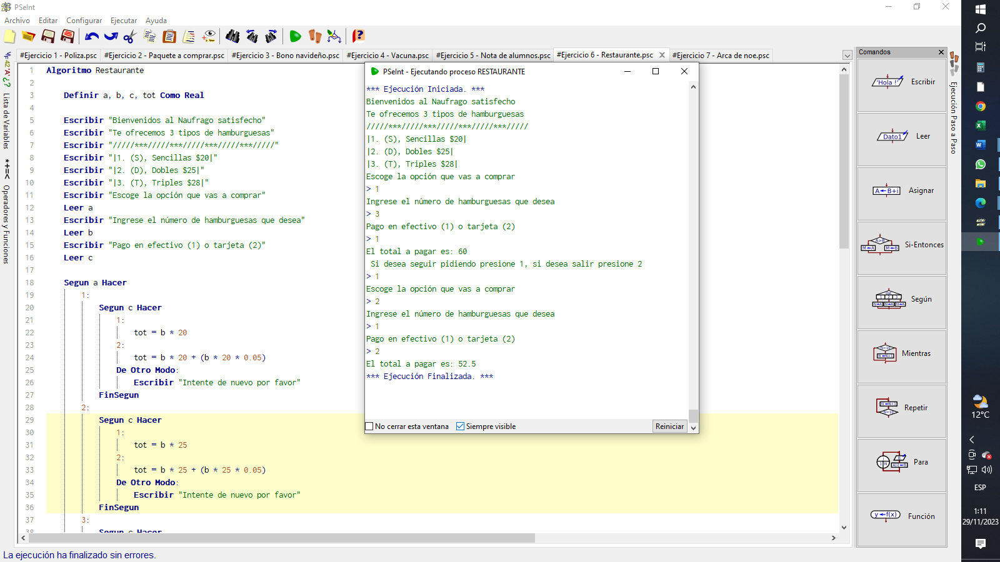 PSeInt
Archivo Editar Configurar Ejecutar Ayuda
#Ejercicio 1 - Poliza.psc #Ejercicio 2 - Paquete a comprar.psc #Ejercicio 3 - Bono navideño.psc #Ejercicio 4 - Vacuna.psc #Ejercicio 5 - Nota de alumnos.psc #Ejercicio 6 - Restaurante.psc #Ejercicio 7 - Arca de noe.psc
Lista de Variables
*+=< Operadores y Funciones
1 Algoritmo Restaurante
2
3 Definir a, b, c, tot Como Real
4
5 Escribir "Bienvenidos al Naufrago satisfecho"
6 Escribir "Te ofrecemos 3 tipos de hamburguesas"
7 Escribir "/////***/////***/////***/////***/////"
8 Escribir "|1. (S), Sencillas $20|"
9 Escribir "|2. (D), Dobles $25|"
10 Escribir "|3. (T), Triples $28|"
11 Escribir "Escoge la opción que vas a comprar"
12 Leer a
13 Escribir "Ingrese el número de hamburguesas que desea"
14 Leer b
15 Escribir "Pago en efectivo (1) o tarjeta (2)"
16 Leer c
17
18 Segun a Hacer
19 1:
20 Segun c Hacer
21 1:
22 tot = b * 20
23 2:
24 tot = b * 20 + (b * 20 * 0.05)
25 De Otro Modo:
26 Escribir "Intente de nuevo por favor"
27 FinSegun
28 2:
29 Segun c Hacer
30 1:
31 tot = b * 25
32 2:
33 tot = b * 25 + (b * 25 * 0.05)
34 De Otro Modo:
35 Escribir "Intente de nuevo por favor"
36 FinSegun
37 3:
38 Segun c Hacer
PSeInt - Ejecutando proceso RESTAURANTE
*** Ejecución Iniciada. ***
Bienvenidos al Naufrago satisfecho
Te ofrecemos 3 tipos de hamburguesas
/////***/////***/////***/////***/////
|1. (S), Sencillas $20|
|2. (D), Dobles $25|
|3. (T), Triples $28|
Escoge la opción que vas a comprar
> 1
Ingrese el número de hamburguesas que desea
> 3
Pago en efectivo (1) o tarjeta (2)
> 1
El total a pagar es: 60
Si desea seguir pidiendo presione 1, si desea salir presione 2
> 1
Escoge la opción que vas a comprar
> 2
Ingrese el número de hamburguesas que desea
> 1
Pago en efectivo (1) o tarjeta (2)
> 2
El total a pagar es: 52.5
*** Ejecución Finalizada. ***
No cerrar esta ventana Siempre visible Reiniciar
Comandos
'Hola !' Escribir
Dato1 Leer
A←B+i Asignar
A>B M←A M←B Si-Entonces
Según
Mientras
Repetir
Para
y←f(x) Función
Ejecución Paso a Paso
12°C
ESP
1:11
29/11/2023
La ejecución ha finalizado sin errores.